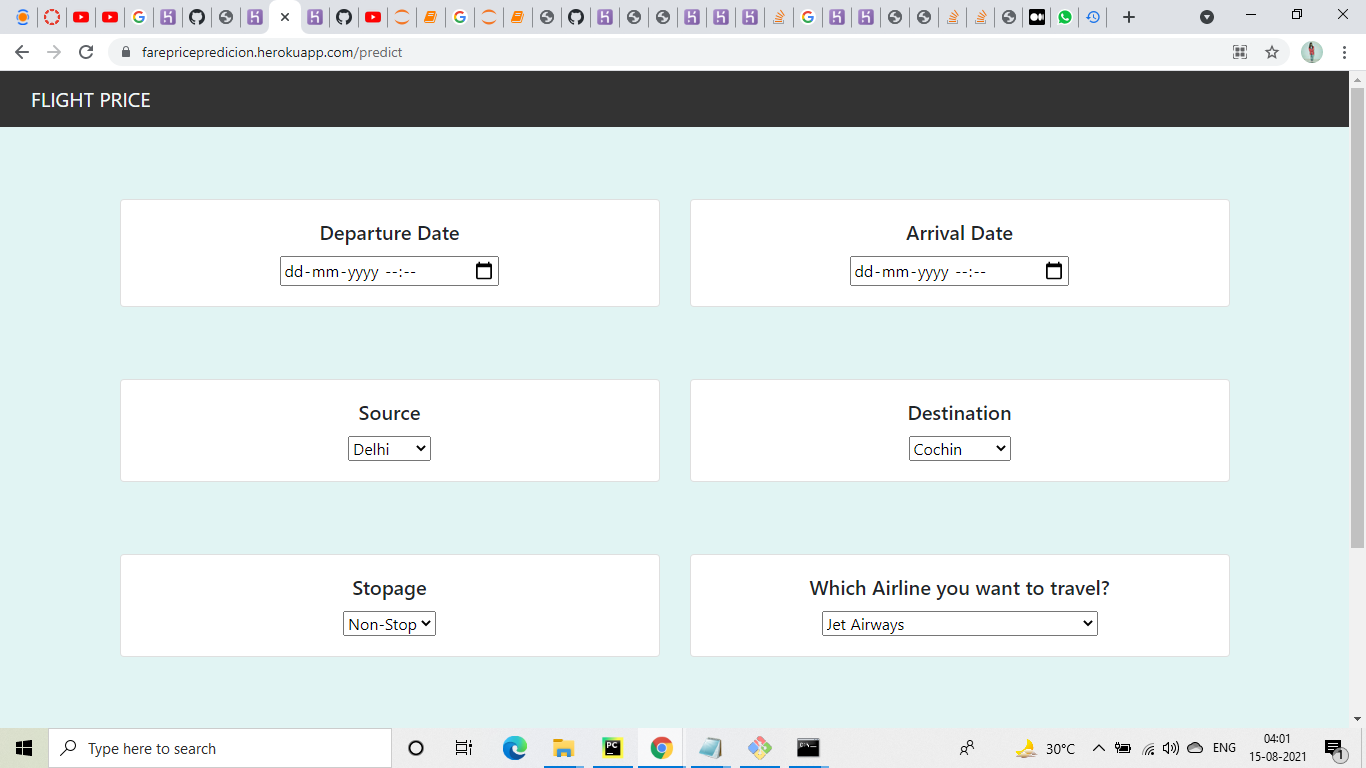 farepricepredicion.herokuapp.com/predict
FLIGHT PRICE
Departure Date
Arrival Date
dd-mm-yyyy --:--
dd-mm-yyyy --:--
Source
Destination
Delhi
Cochin
Stopage
Which Airline you want to travel?
Non-Stop
Jet Airways
Type here to search
PC
30°C
ENG
04:01
15-08-2021
1